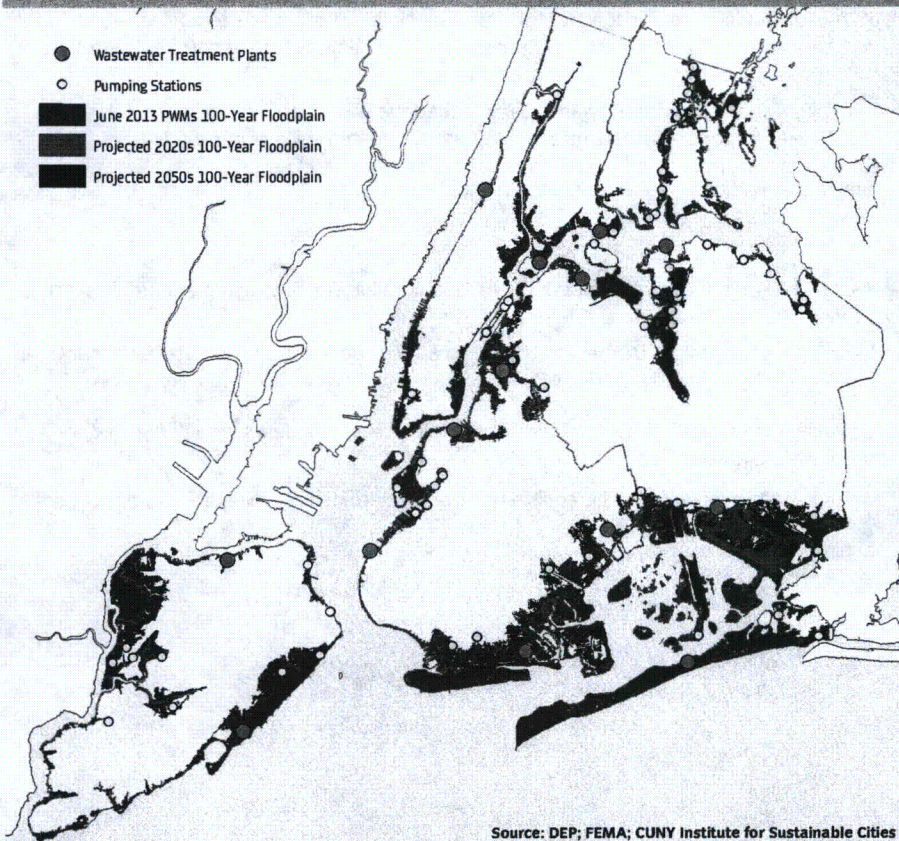 Wastewater Treatment Plants
Pumping Stations
June 2013 PWMs 100-Year Floodplain
Projected 2020s 100-Year Floodplain
Projected 2050s 100-Year Floodplain
Source: DEP; FEMA; CUNY Institute for Sustainable Cities